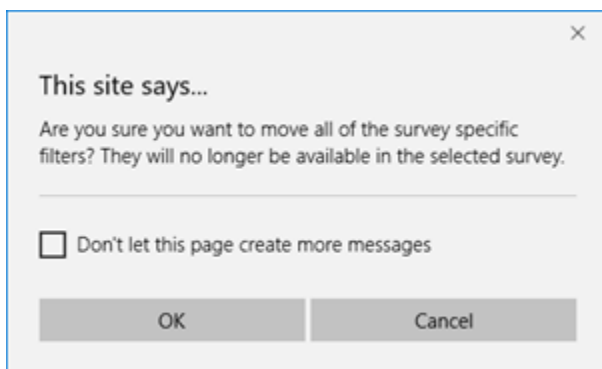 This site says...
Are you sure you want to move all of the survey specific
filters? They will no longer be available in the selected survey.
Don't let this page create more messages
OK
Cancel